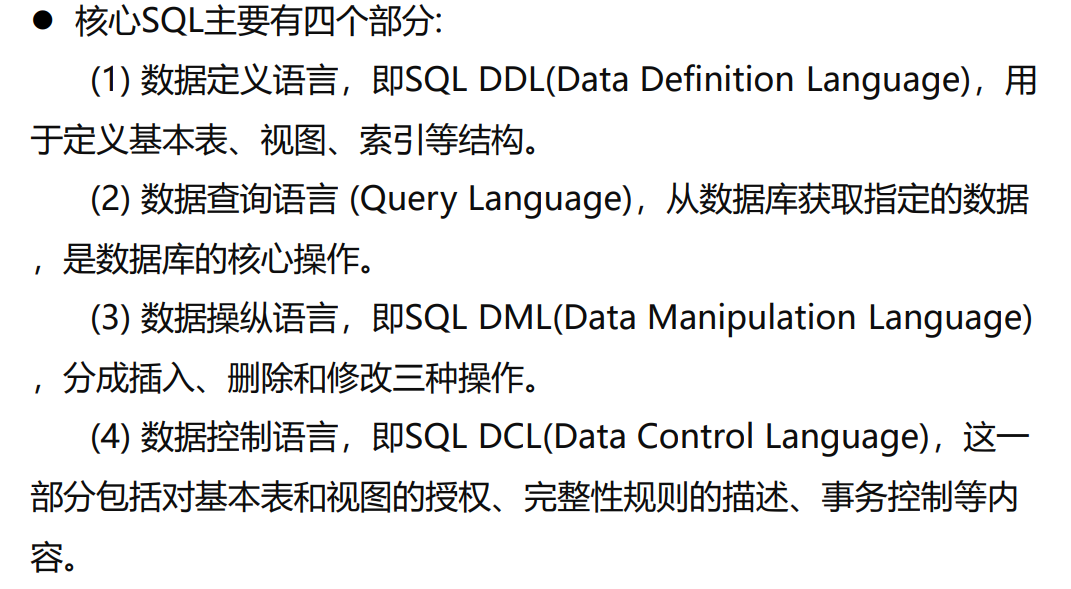 ● 核心SQL主要有四个部分:
(1) 数据定义语言，即SQL DDL(Data Definition Language)，用
于定义基本表、视图、索引等结构。
(2) 数据查询语言 (Query Language)，从数据库获取指定的数据
，是数据库的核心操作。
(3) 数据操纵语言，即SQL DML(Data Manipulation Language)
，分成插入、删除和修改三种操作。
(4) 数据控制语言，即SQL DCL(Data Control Language)，这一
部分包括对基本表和视图的授权、完整性规则的描述、事务控制等内
容。